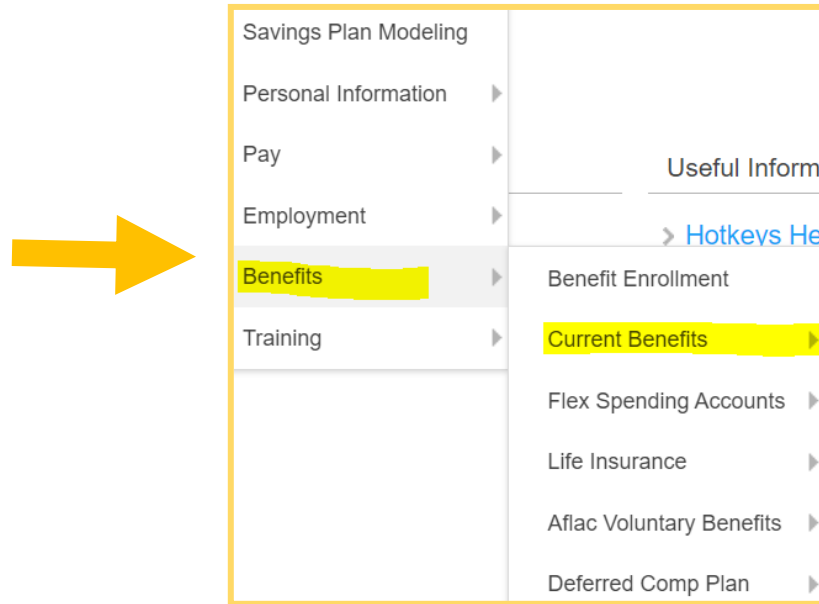 Savings Plan Modeling
Personal Information
Pay
Employment
Benefits
Training
Useful Inform
Hotkeys He
Benefit Enrollment
Current Benefits
Flex Spending Accounts
Life Insurance
Aflac Voluntary Benefits
Deferred Comp Plan